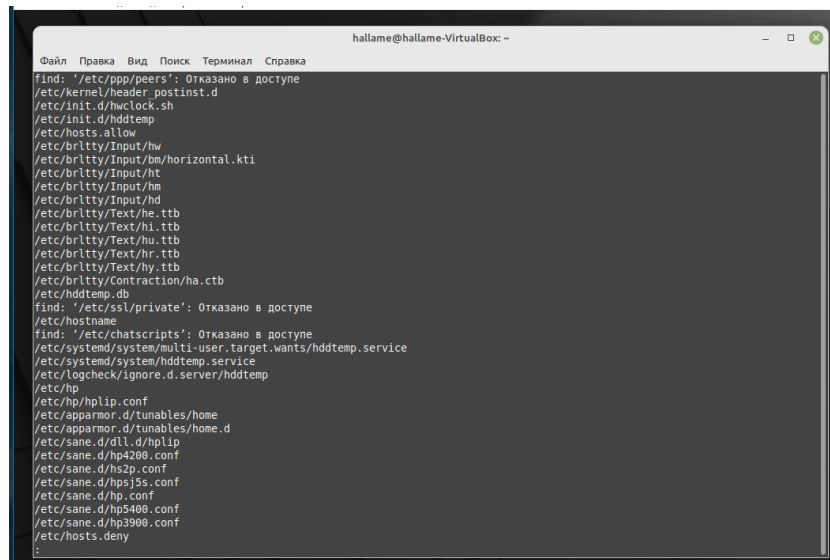 hallame@hallame-VirtualBox: ~
Файл Правка Вид Поиск Терминал Справка
find: ‘/etc/ppp/peers’: Отказано в доступе
/etc/kernel/header_postinst.d
/etc/init.d/hwclock.sh
/etc/init.d/hddtemp
/etc/hosts.allow
/etc/brltty/Input/hw
/etc/brltty/Input/bm/horizontal.kti
/etc/brltty/Input/ht
/etc/brltty/Input/hm
/etc/brltty/Input/hd
/etc/brltty/Text/he.ttb
/etc/brltty/Text/hi.ttb
/etc/brltty/Text/hu.ttb
/etc/brltty/Text/hr.ttb
/etc/brltty/Text/hy.ttb
/etc/brltty/Contraction/ha.ctb
/etc/hddtemp.db
find: ‘/etc/ssl/private’: Отказано в доступе
/etc/hostname
find: ‘/etc/chatscripts’: Отказано в доступе
/etc/systemd/system/multi-user.target.wants/hddtemp.service
/etc/systemd/system/hddtemp.service
/etc/logcheck/ignore.d.server/hddtemp
/etc/hp
/etc/hp/hplip.conf
/etc/apparmor.d/tunables/home
/etc/apparmor.d/tunables/home.d
/etc/sane.d/dll.d/hplip
/etc/sane.d/hp4200.conf
/etc/sane.d/hs2p.conf
/etc/sane.d/hpsj5s.conf
/etc/sane.d/hp.conf
/etc/sane.d/hp5400.conf
/etc/sane.d/hp3900.conf
/etc/hosts.deny
: